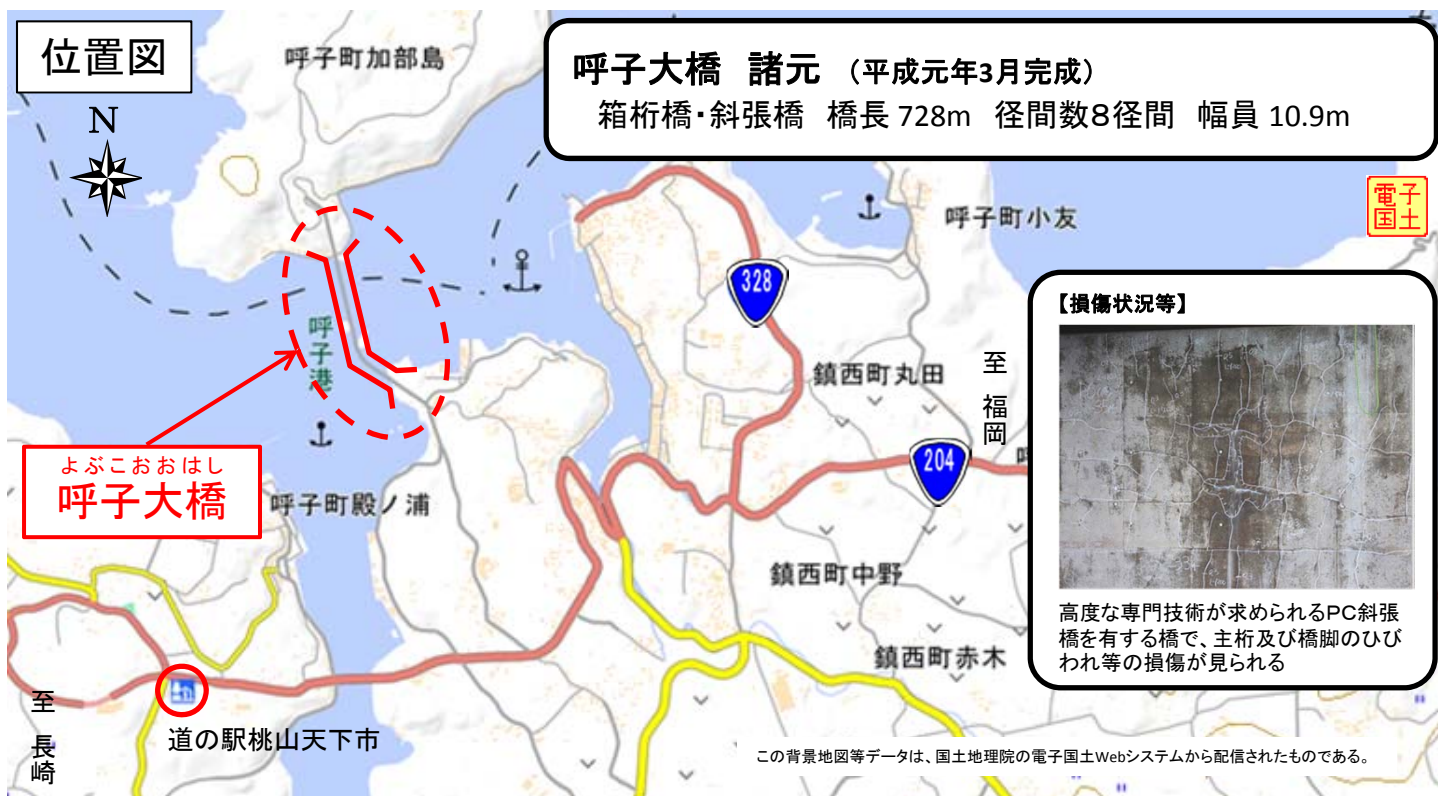 位置図
N
呼子町加部島
呼子大橋 諸元 (平成元年3月完成)
箱桁橋・斜張橋 橋長 728m 径間数8径間 幅員 10.9m
電子
国土
呼子町小友
328
呼子港
鎮西町丸田
至 福岡
204
呼
よぶこおおはし
呼子大橋
呼子町殿ノ浦
鎮西町中野
鎮西町赤木
【損傷状況等】
高度な専門技術が求められるPC斜張
橋を有する橋で、主桁及び橋脚のひび
われ等の損傷が見られる
至 長崎
道の駅桃山天下市
この背景地図等データは、国土地理院の電子国土Webシステムから配信されたものである。